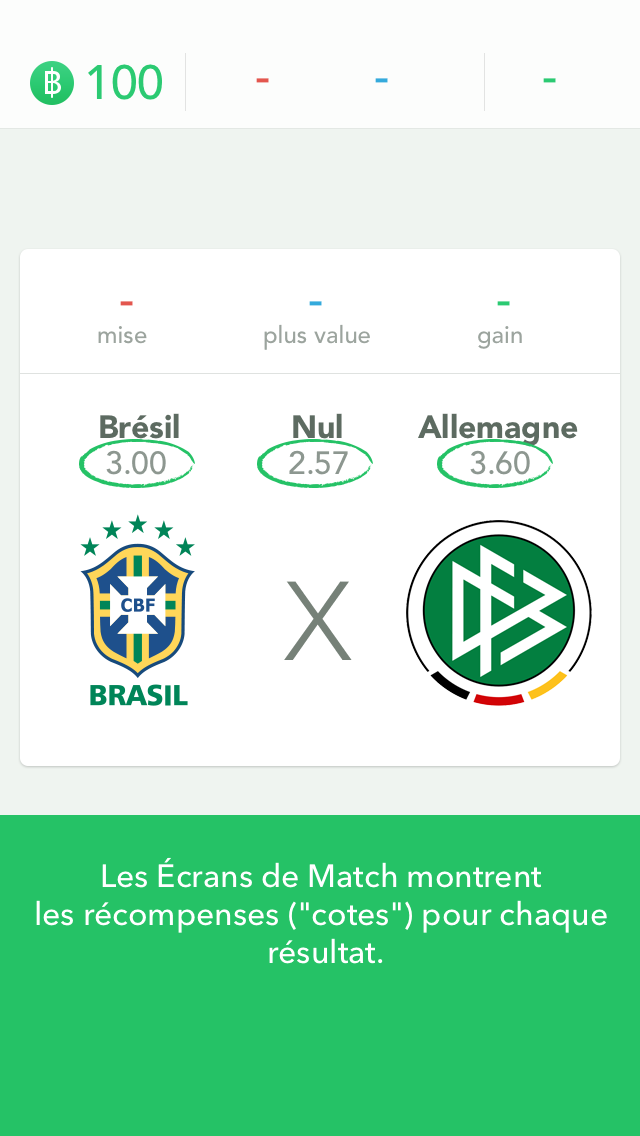 ฿ 100 - - -
- - -
mise plus value gain
Brésil Nul Allemagne
3.00 2.57 3.60
CBF X
BRASIL
Les Écrans de Match montrent
les récompenses ("cotes") pour chaque
résultat.